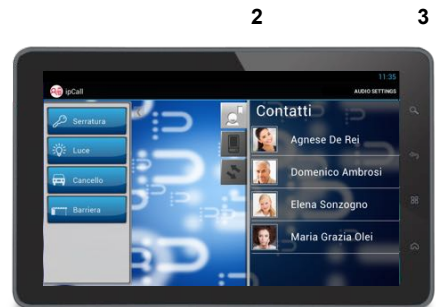 2 3
11:35
ipCall AUDIO SETTINGS
Serratura
Luce
Cancello
Barriera
Contatti
Agnese De Rei
Domenico Ambrosi
Elena Sonzogno
Maria Grazia Olei